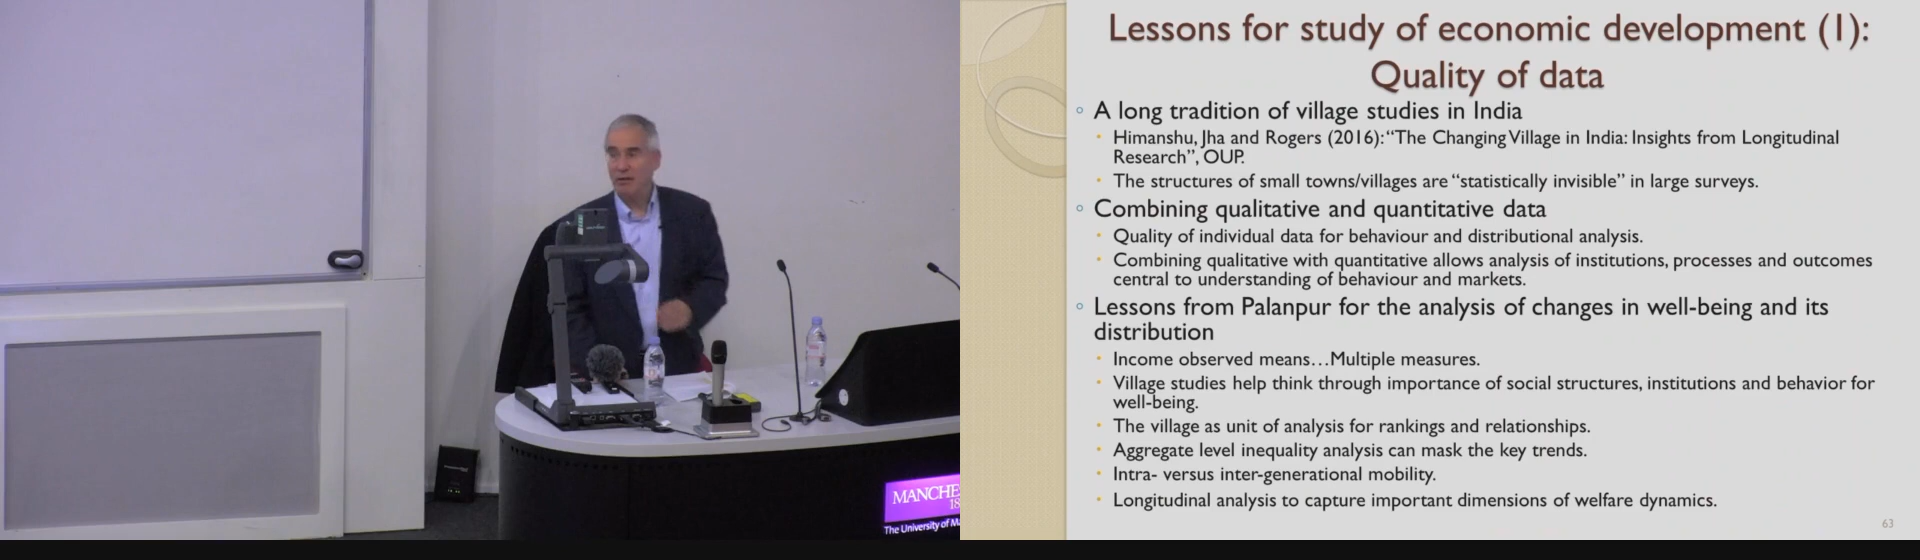 Lessons for study of economic development (1):
Quality of data
A long tradition of village studies in India
Himanshu, Jha and Rogers (2016): “The Changing Village in India: Insights from Longitudinal
Research”, OUP.
The structures of small towns/villages are “statistically invisible” in large surveys.
Combining qualitative and quantitative data
Quality of individual data for behaviour and distributional analysis.
Combining qualitative with quantitative allows analysis of institutions, processes and outcomes
central to understanding of behaviour and markets.
Lessons from Palanpur for the analysis of changes in well-being and its
distribution
Income observed means…Multiple measures.
Village studies help think through importance of social structures, institutions and behavior for
well-being.
The village as unit of analysis for rankings and relationships.
Aggregate level inequality analysis can mask the key trends.
Intra- versus inter-generational mobility.
Longitudinal analysis to capture important dimensions of welfare dynamics.
63
MANCHE
18
The University of Ma